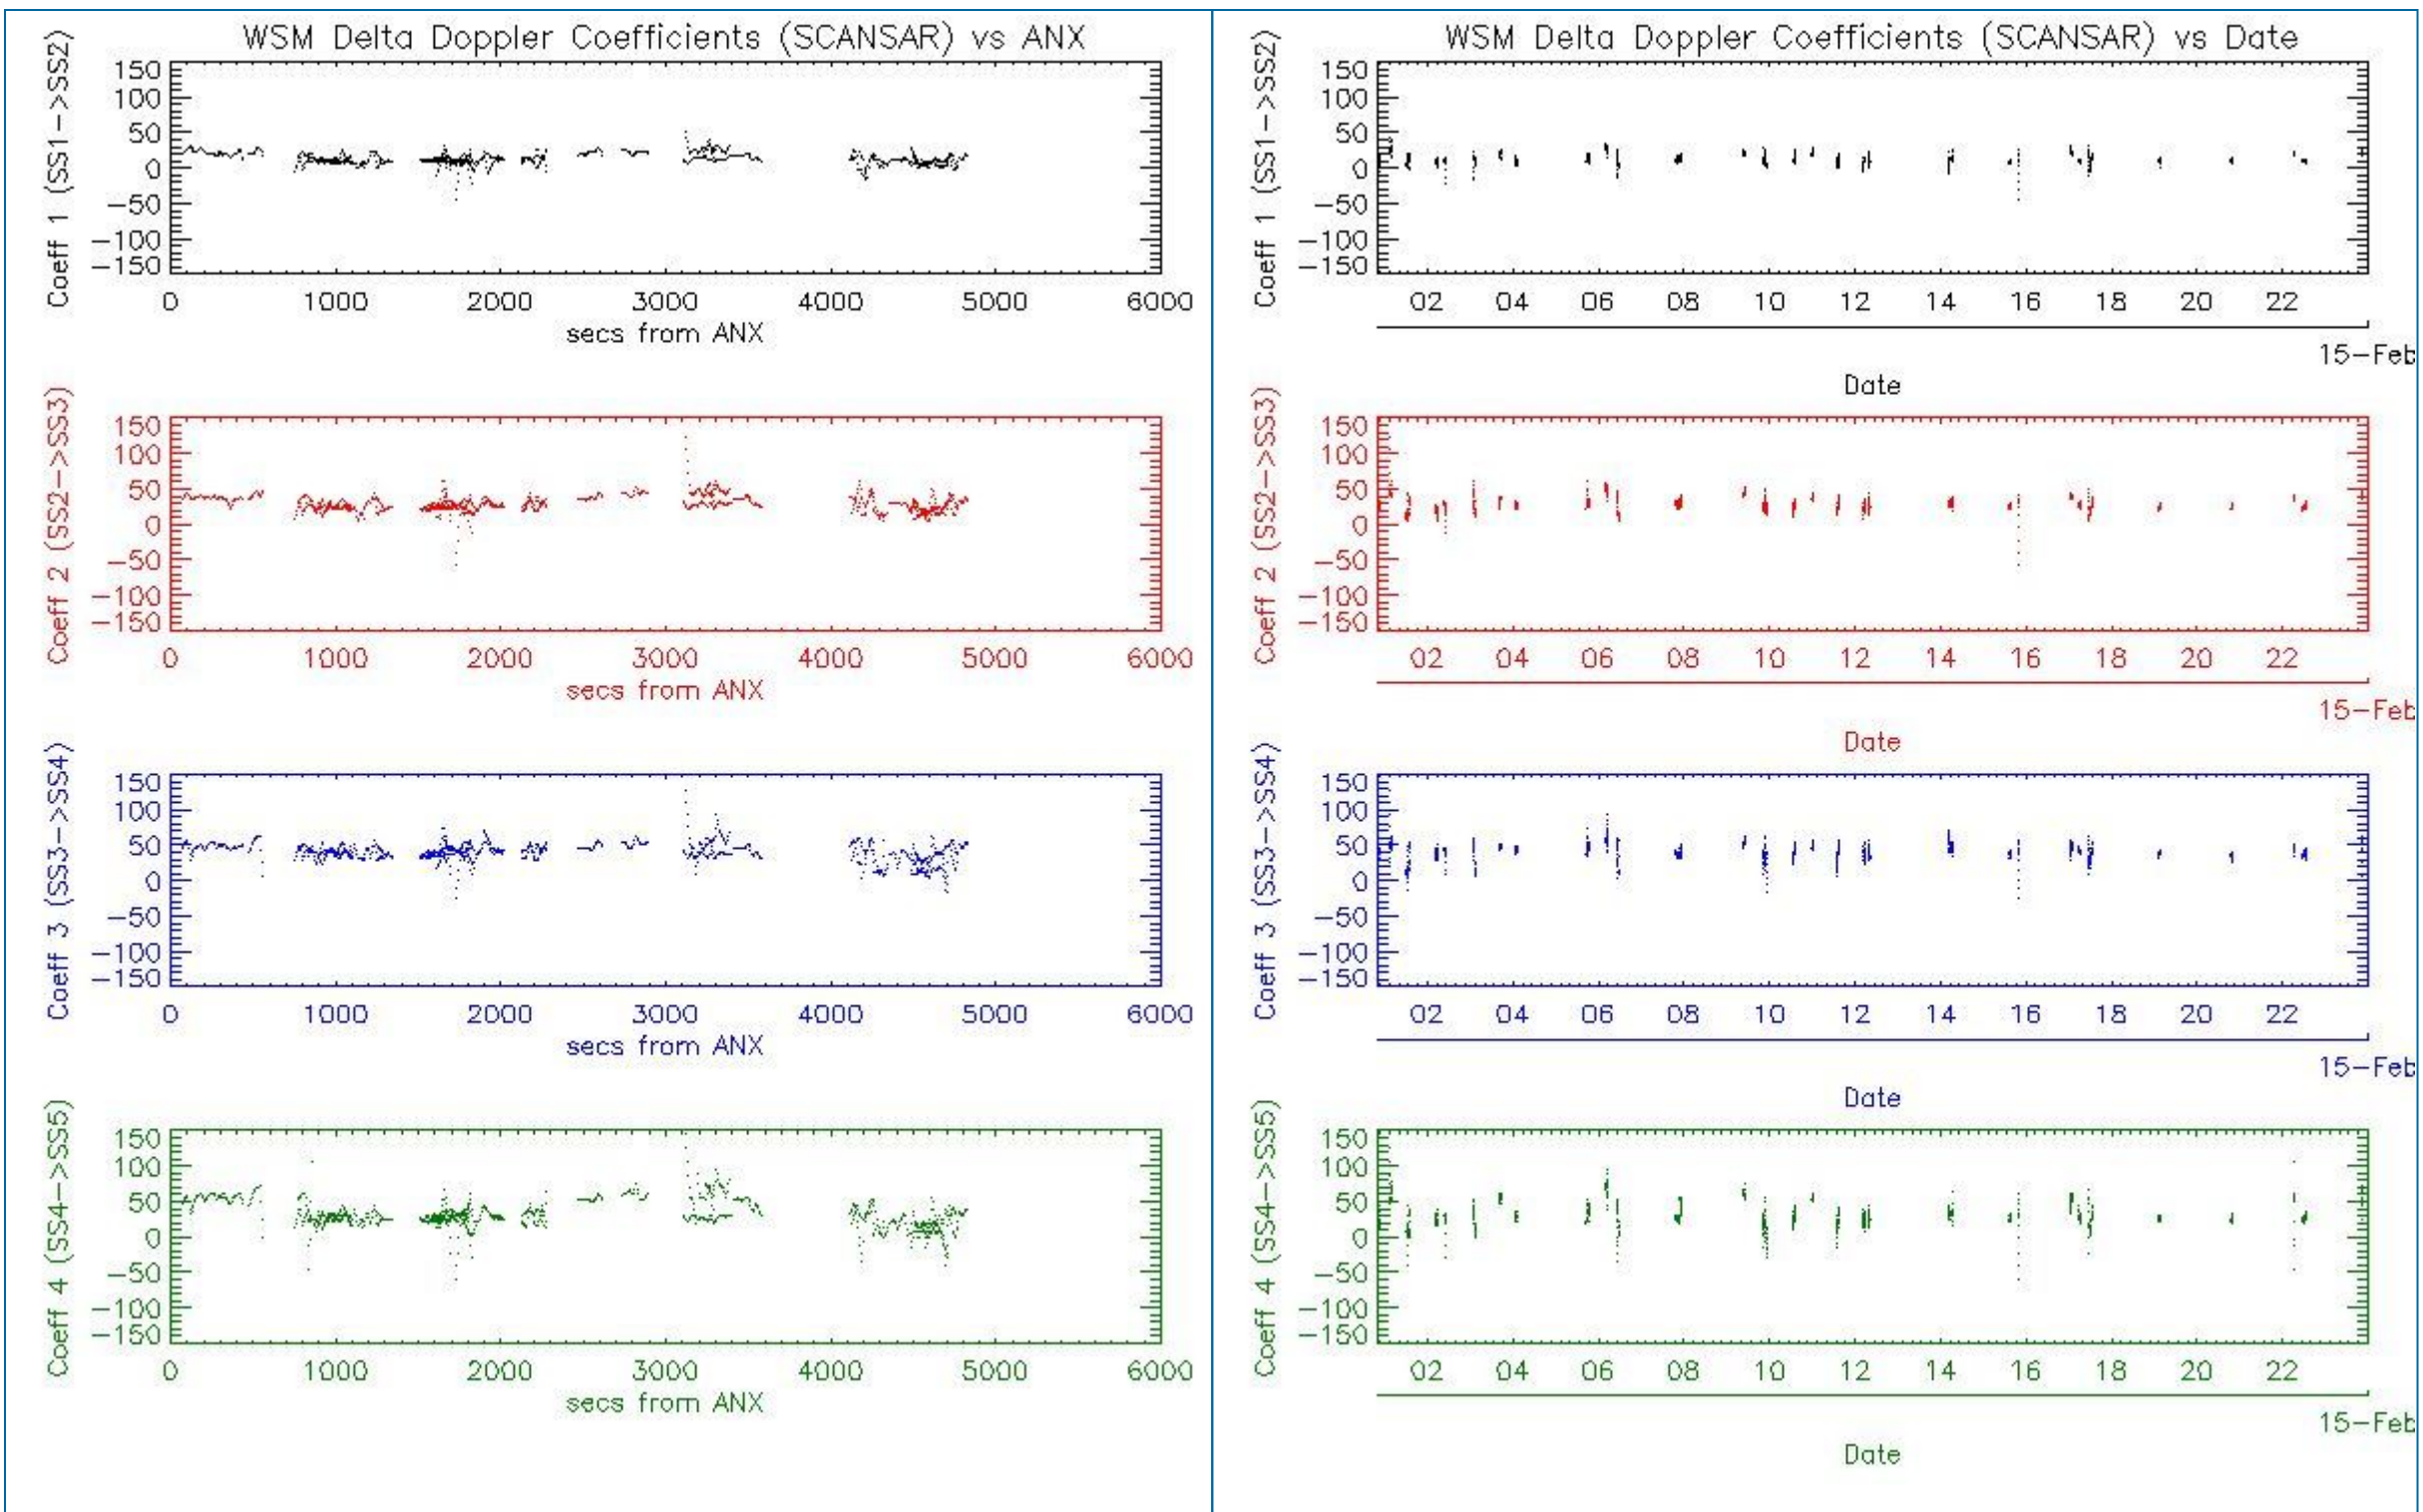 WSM Delta Doppler Coefficients (SCANSAR) vs ANX
Coeff 1 (SS1->SS2)
150
100
50
0
-50
-100
-150
0 1000 2000 3000 4000 5000 6000
secs from ANX
Coeff 2 (SS2->SS3)
150
100
50
0
-50
-100
-150
0 1000 2000 3000 4000 5000 6000
secs from ANX
Coeff 3 (SS3->SS4)
150
100
50
0
-50
-100
-150
0 1000 2000 3000 4000 5000 6000
secs from ANX
Coeff 4 (SS4->SS5)
150
100
50
0
-50
-100
-150
0 1000 2000 3000 4000 5000 6000
secs from ANX
WSM Delta Doppler Coefficients (SCANSAR) vs Date
Coeff 1 (SS1->SS2)
150
100
50
0
-50
-100
-150
02 04 06 08 10 12 14 16 18 20 22
15-Feb
Date
Coeff 2 (SS2->SS3)
150
100
50
0
-50
-100
-150
02 04 06 08 10 12 14 16 18 20 22
15-Feb
Date
Coeff 3 (SS3->SS4)
150
100
50
0
-50
-100
-150
02 04 06 08 10 12 14 16 18 20 22
15-Feb
Date
Coeff 4 (SS4->SS5)
150
100
50
0
-50
-100
-150
02 04 06 08 10 12 14 16 18 20 22
15-Feb
Date